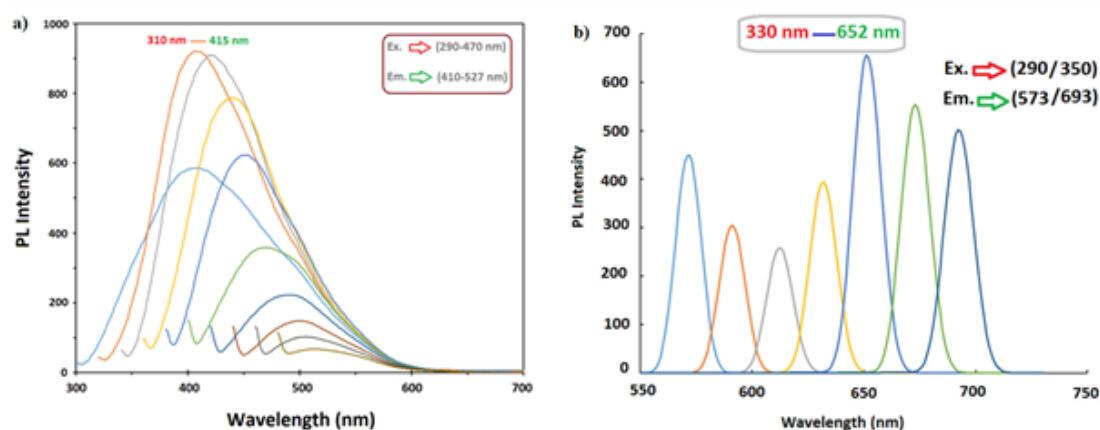 a)
310 nm — 415 nm
Ex. (290-470 nm)
Em. (410-527 nm)
PL Intensity
1000
800
600
400
200
0
300 400 500 600 700
Wavelength (nm)
b)
330 nm — 652 nm
Ex. (290/350)
Em. (573/693)
PL Intensity
700
600
500
400
300
200
100
0
550 600 650 700 750
Wavelength (nm)